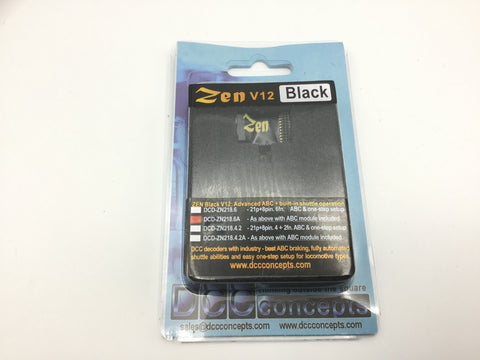 Zen V12 Black
Zen
ZEN Black V12: Advanced ABC + built-in shuttle operation
DCD-ZN218.6 - 21p+8pin. 6fn. ABC & one-step setup
DCD-ZN218.6A - As above with ABC module included.
DCD-ZN218.4.2 - 21p+8pin. 4 + 2fn. ABC & one-step setup
DCD-ZN218.4.2A - As above with ABC module included.
DCC decoders with industry - best ABC braking, fully automatic
shuttle abilities and easy one-step setup for locomotive types.
www.dccconcepts.com
thinking outside the square
DCC concepts
sales@dccconcepts.com www.dccconcepts.com